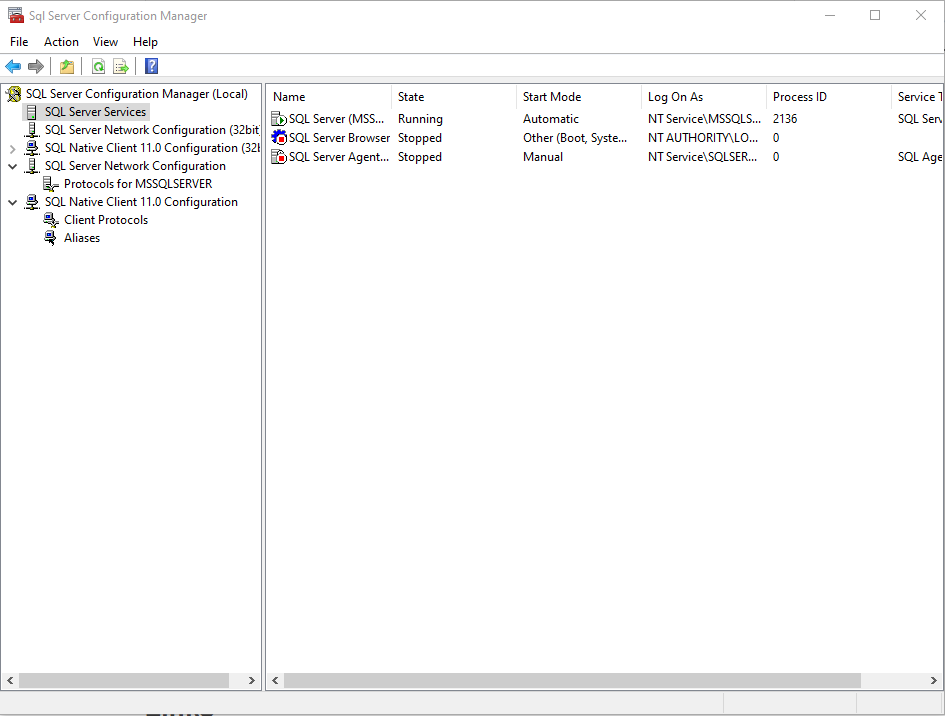 Sql Server Configuration Manager
File Action View Help
SQL Server Configuration Manager (Local)
SQL Server Services
SQL Server Network Configuration (32bit
SQL Native Client 11.0 Configuration (32l
SQL Server Network Configuration
Protocols for MSSQLSERVER
SQL Native Client 11.0 Configuration
Client Protocols
Aliases
Name State Start Mode Log On As Process ID Service T
SQL Server (MSS... Running Automatic NT Service\MSSQLS... 2136 SQL Serv
SQL Server Browser Stopped Other (Boot, Syste... NT AUTHORITY\LO... 0
SQL Server Agent... Stopped Manual NT Service\SQLSER... 0 SQL Age